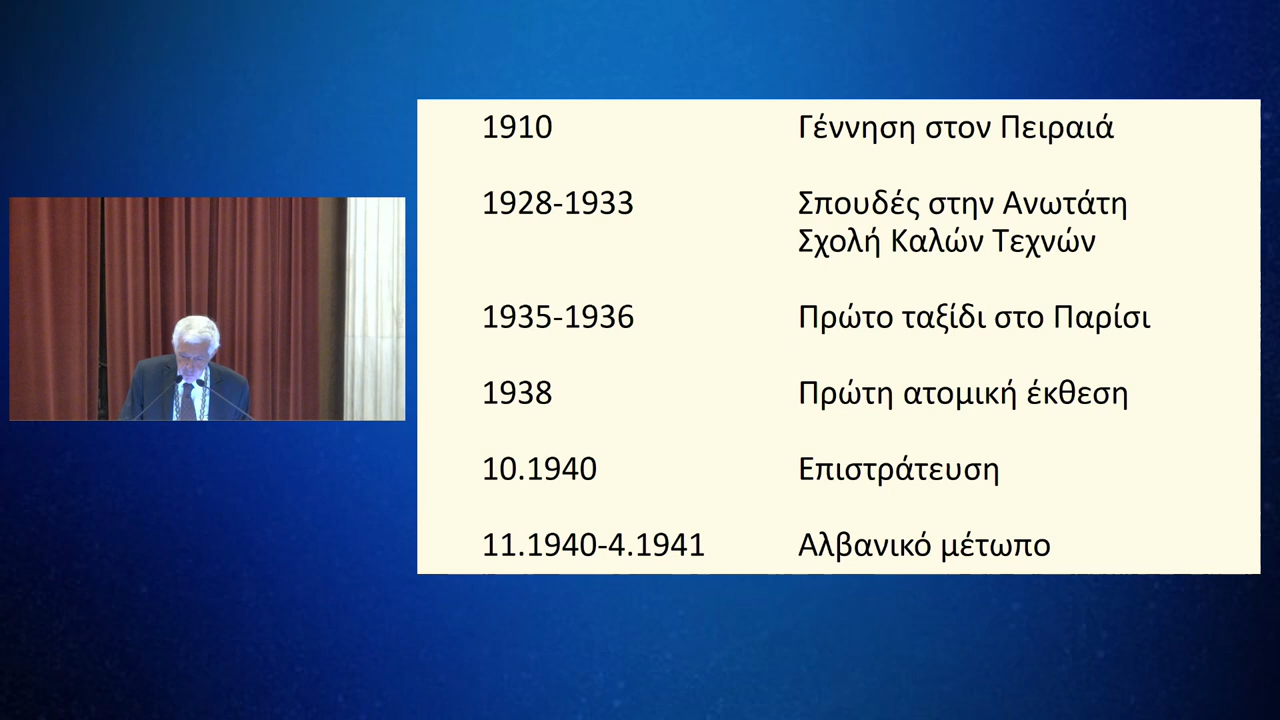 1910 Γέννηση στον Πειραιά
1928-1933 Σπουδές στην Ανωτάτη
Σχολή Καλών Τεχνών
1935-1936 Πρώτο ταξίδι στο Παρίσι
1938 Πρώτη ατομική έκθεση
10.1940 Επιστράτευση
11.1940-4.1941 Αλβανικό μέτωπο